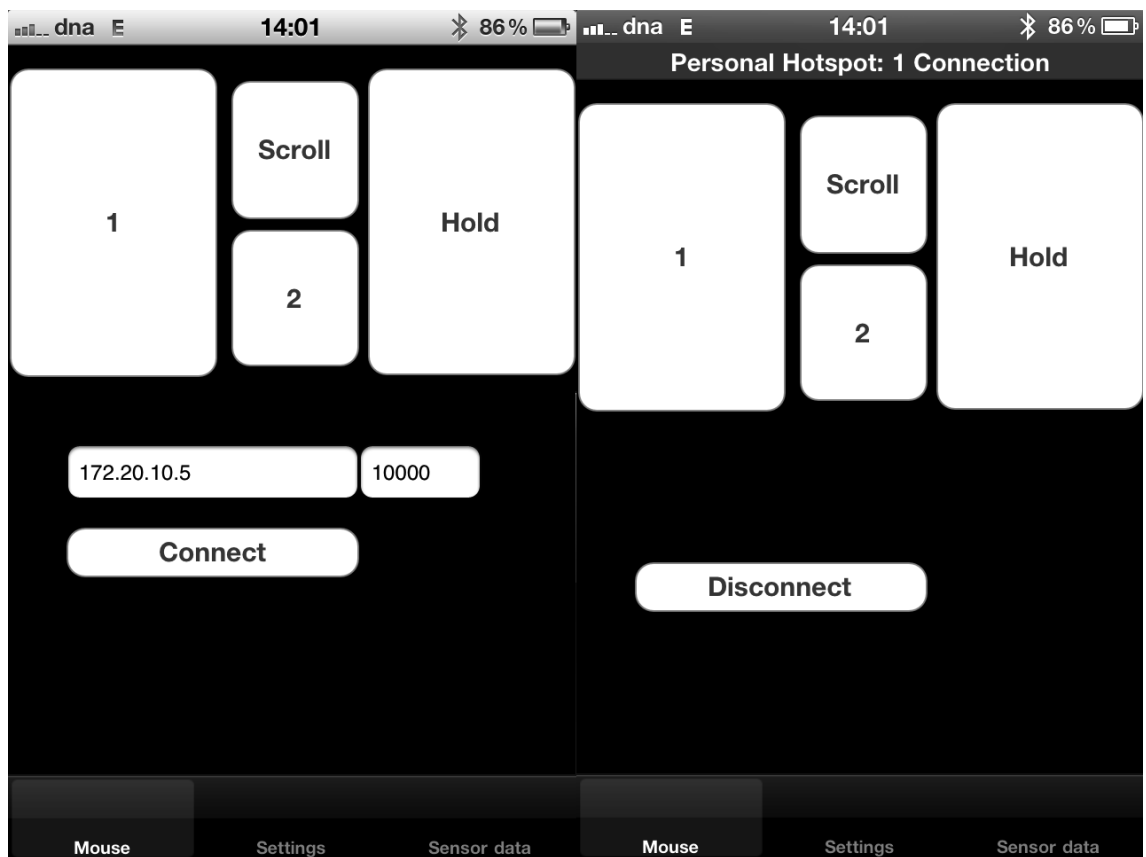 dna E 14:01 86%
1
Scroll
2
Hold
172.20.10.5 10000
Connect
Mouse Settings Sensor data
dna E 14:01 86%
Personal Hotspot: 1 Connection
1
Scroll
2
Hold
Disconnect
Mouse Settings Sensor data